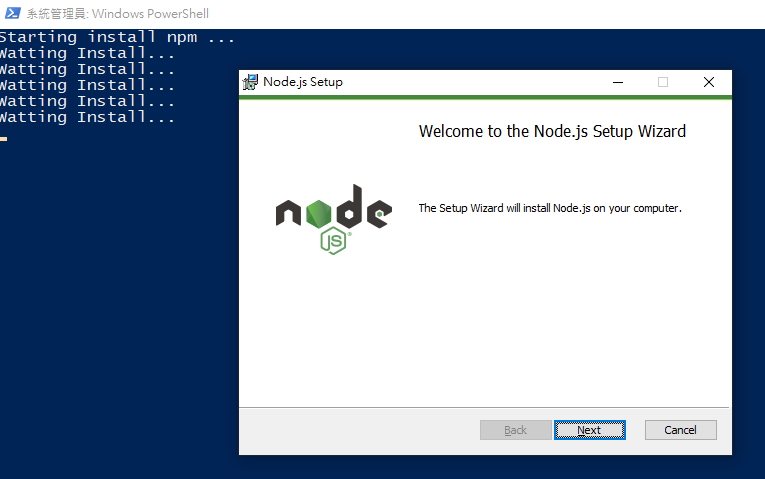 系統管理員: Windows PowerShell
Starting install npm ...
Watting Install...
Watting Install...
Watting Install...
Watting Install...
Watting Install...
Node.js Setup
Welcome to the Node.js Setup Wizard
node
JS
The Setup Wizard will install Node.js on your computer.
Back
Next
Cancel